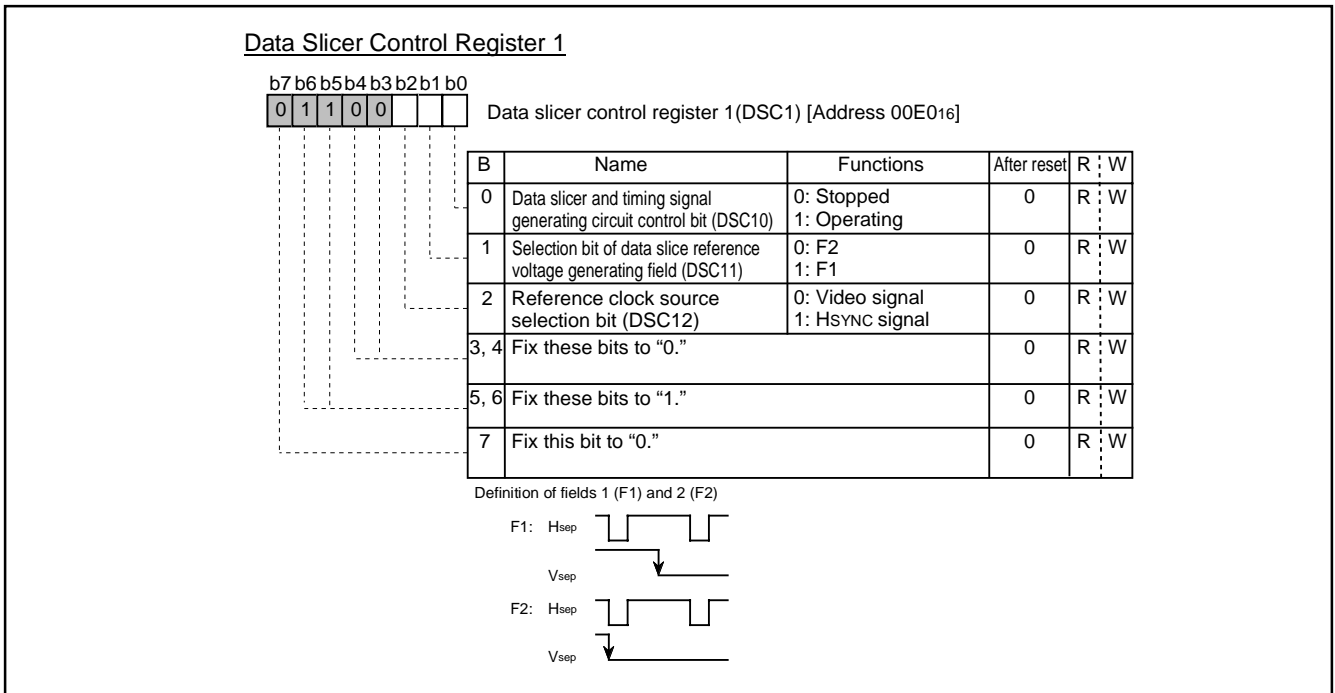 Data Slicer Control Register 1
b7 b6 b5 b4 b3 b2 b1 b0
0 1 1 0 0
Data slicer control register 1(DSC1) [Address 00E016]
B Name Functions After reset R W
0 Data slicer and timing signal generating circuit control bit (DSC10) 0: Stopped 1: Operating 0 R W
1 Selection bit of data slice reference voltage generating field (DSC11) 0: F2 1: F1 0 R W
2 Reference clock source selection bit (DSC12) 0: Video signal 1: HSYNC signal 0 R W
3, 4 Fix these bits to “0.” 0 R W
5, 6 Fix these bits to “1.” 0 R W
7 Fix this bit to “0.” 0 R W
Definition of fields 1 (F1) and 2 (F2)
F1: Hsep
Vsep
F2: Hsep
Vsep